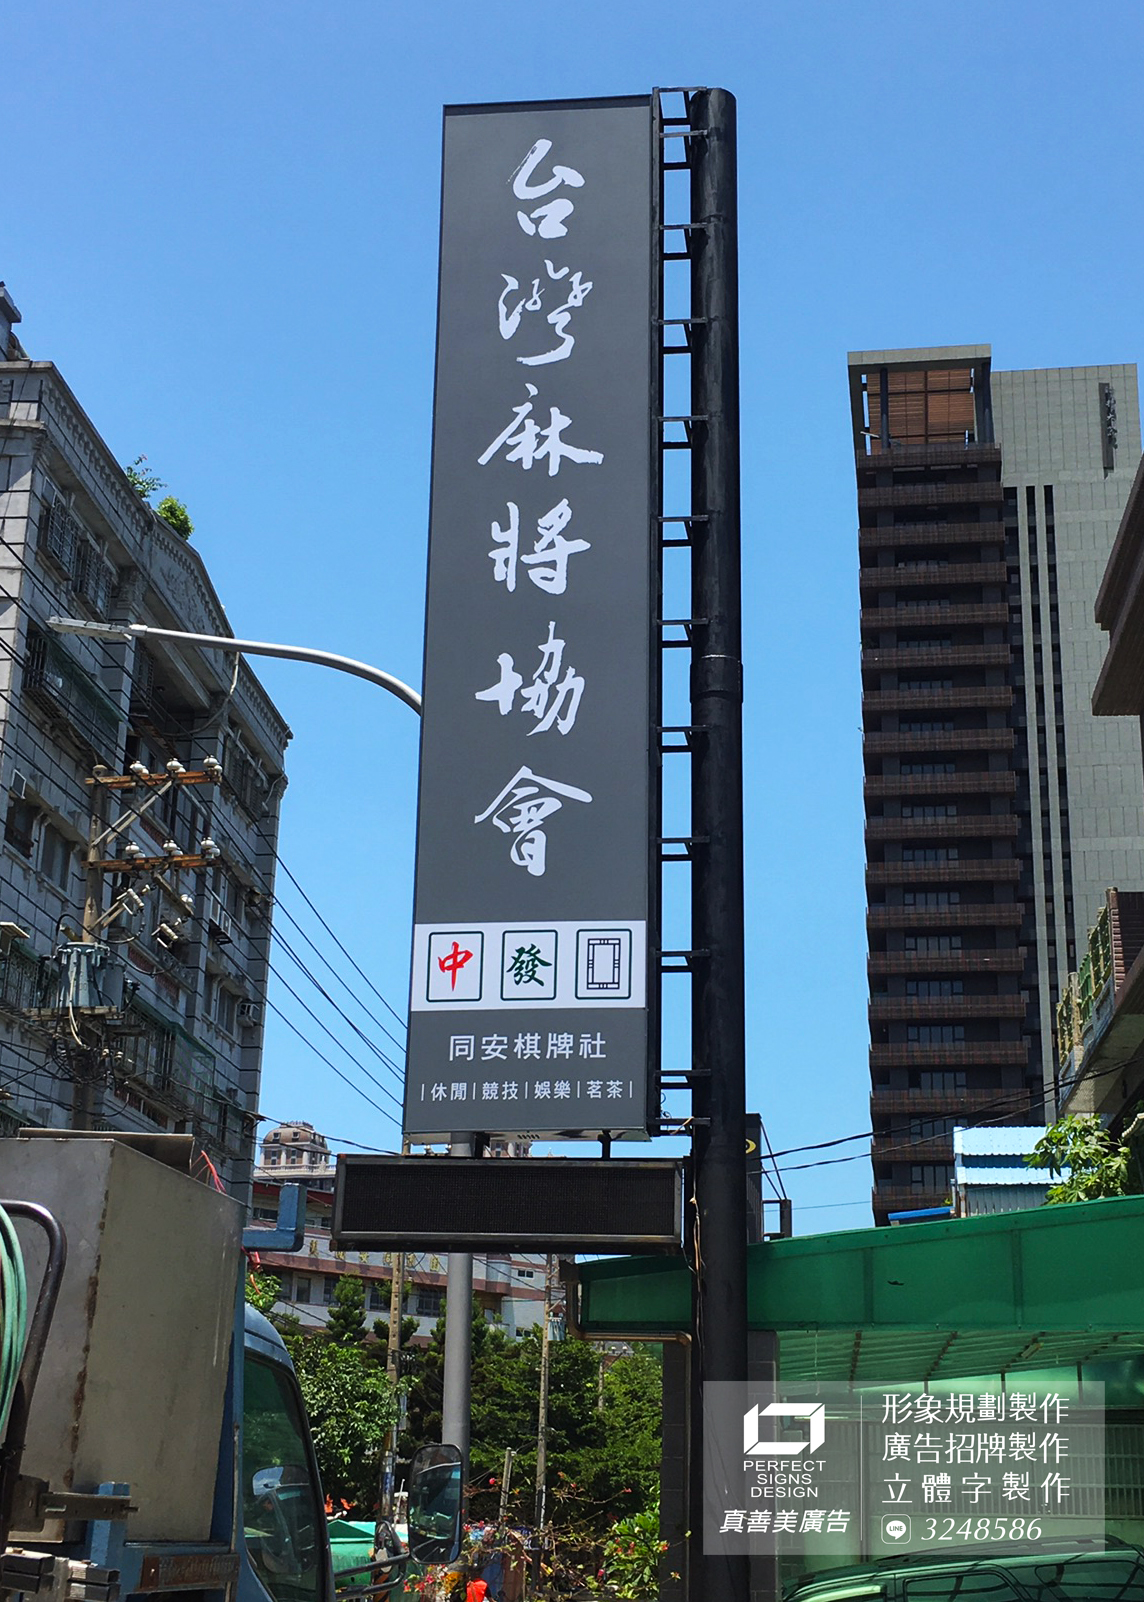 台灣麻將協會
中 發
同安棋牌社
|休閒|競技|娛樂|茗茶|
PERFECT
SIGNS
DESIGN
真善美廣告
形象規劃製作
廣告招牌製作
立體字製作
LINE 3248586